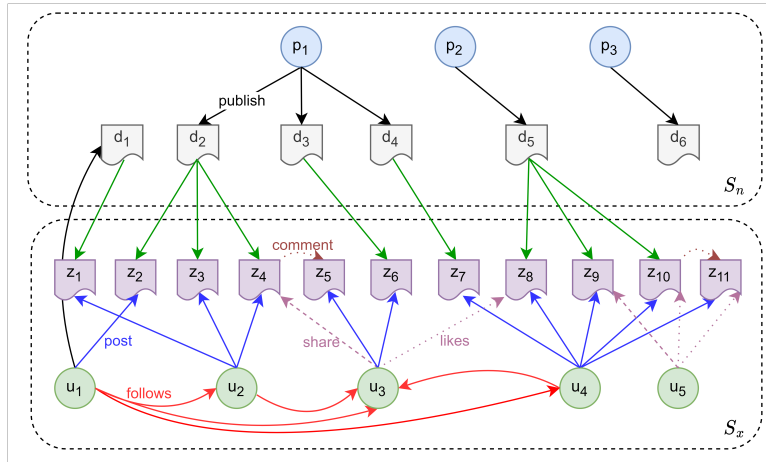 p1 p2 p3
publish
d1 d2 d3 d4 d5 d6
Sn
comment
z1 z2 z3 z4 z5 z6 z7 z8 z9 z10 z11
post share likes
follows
u1 u2 u3 u4 u5
Sx